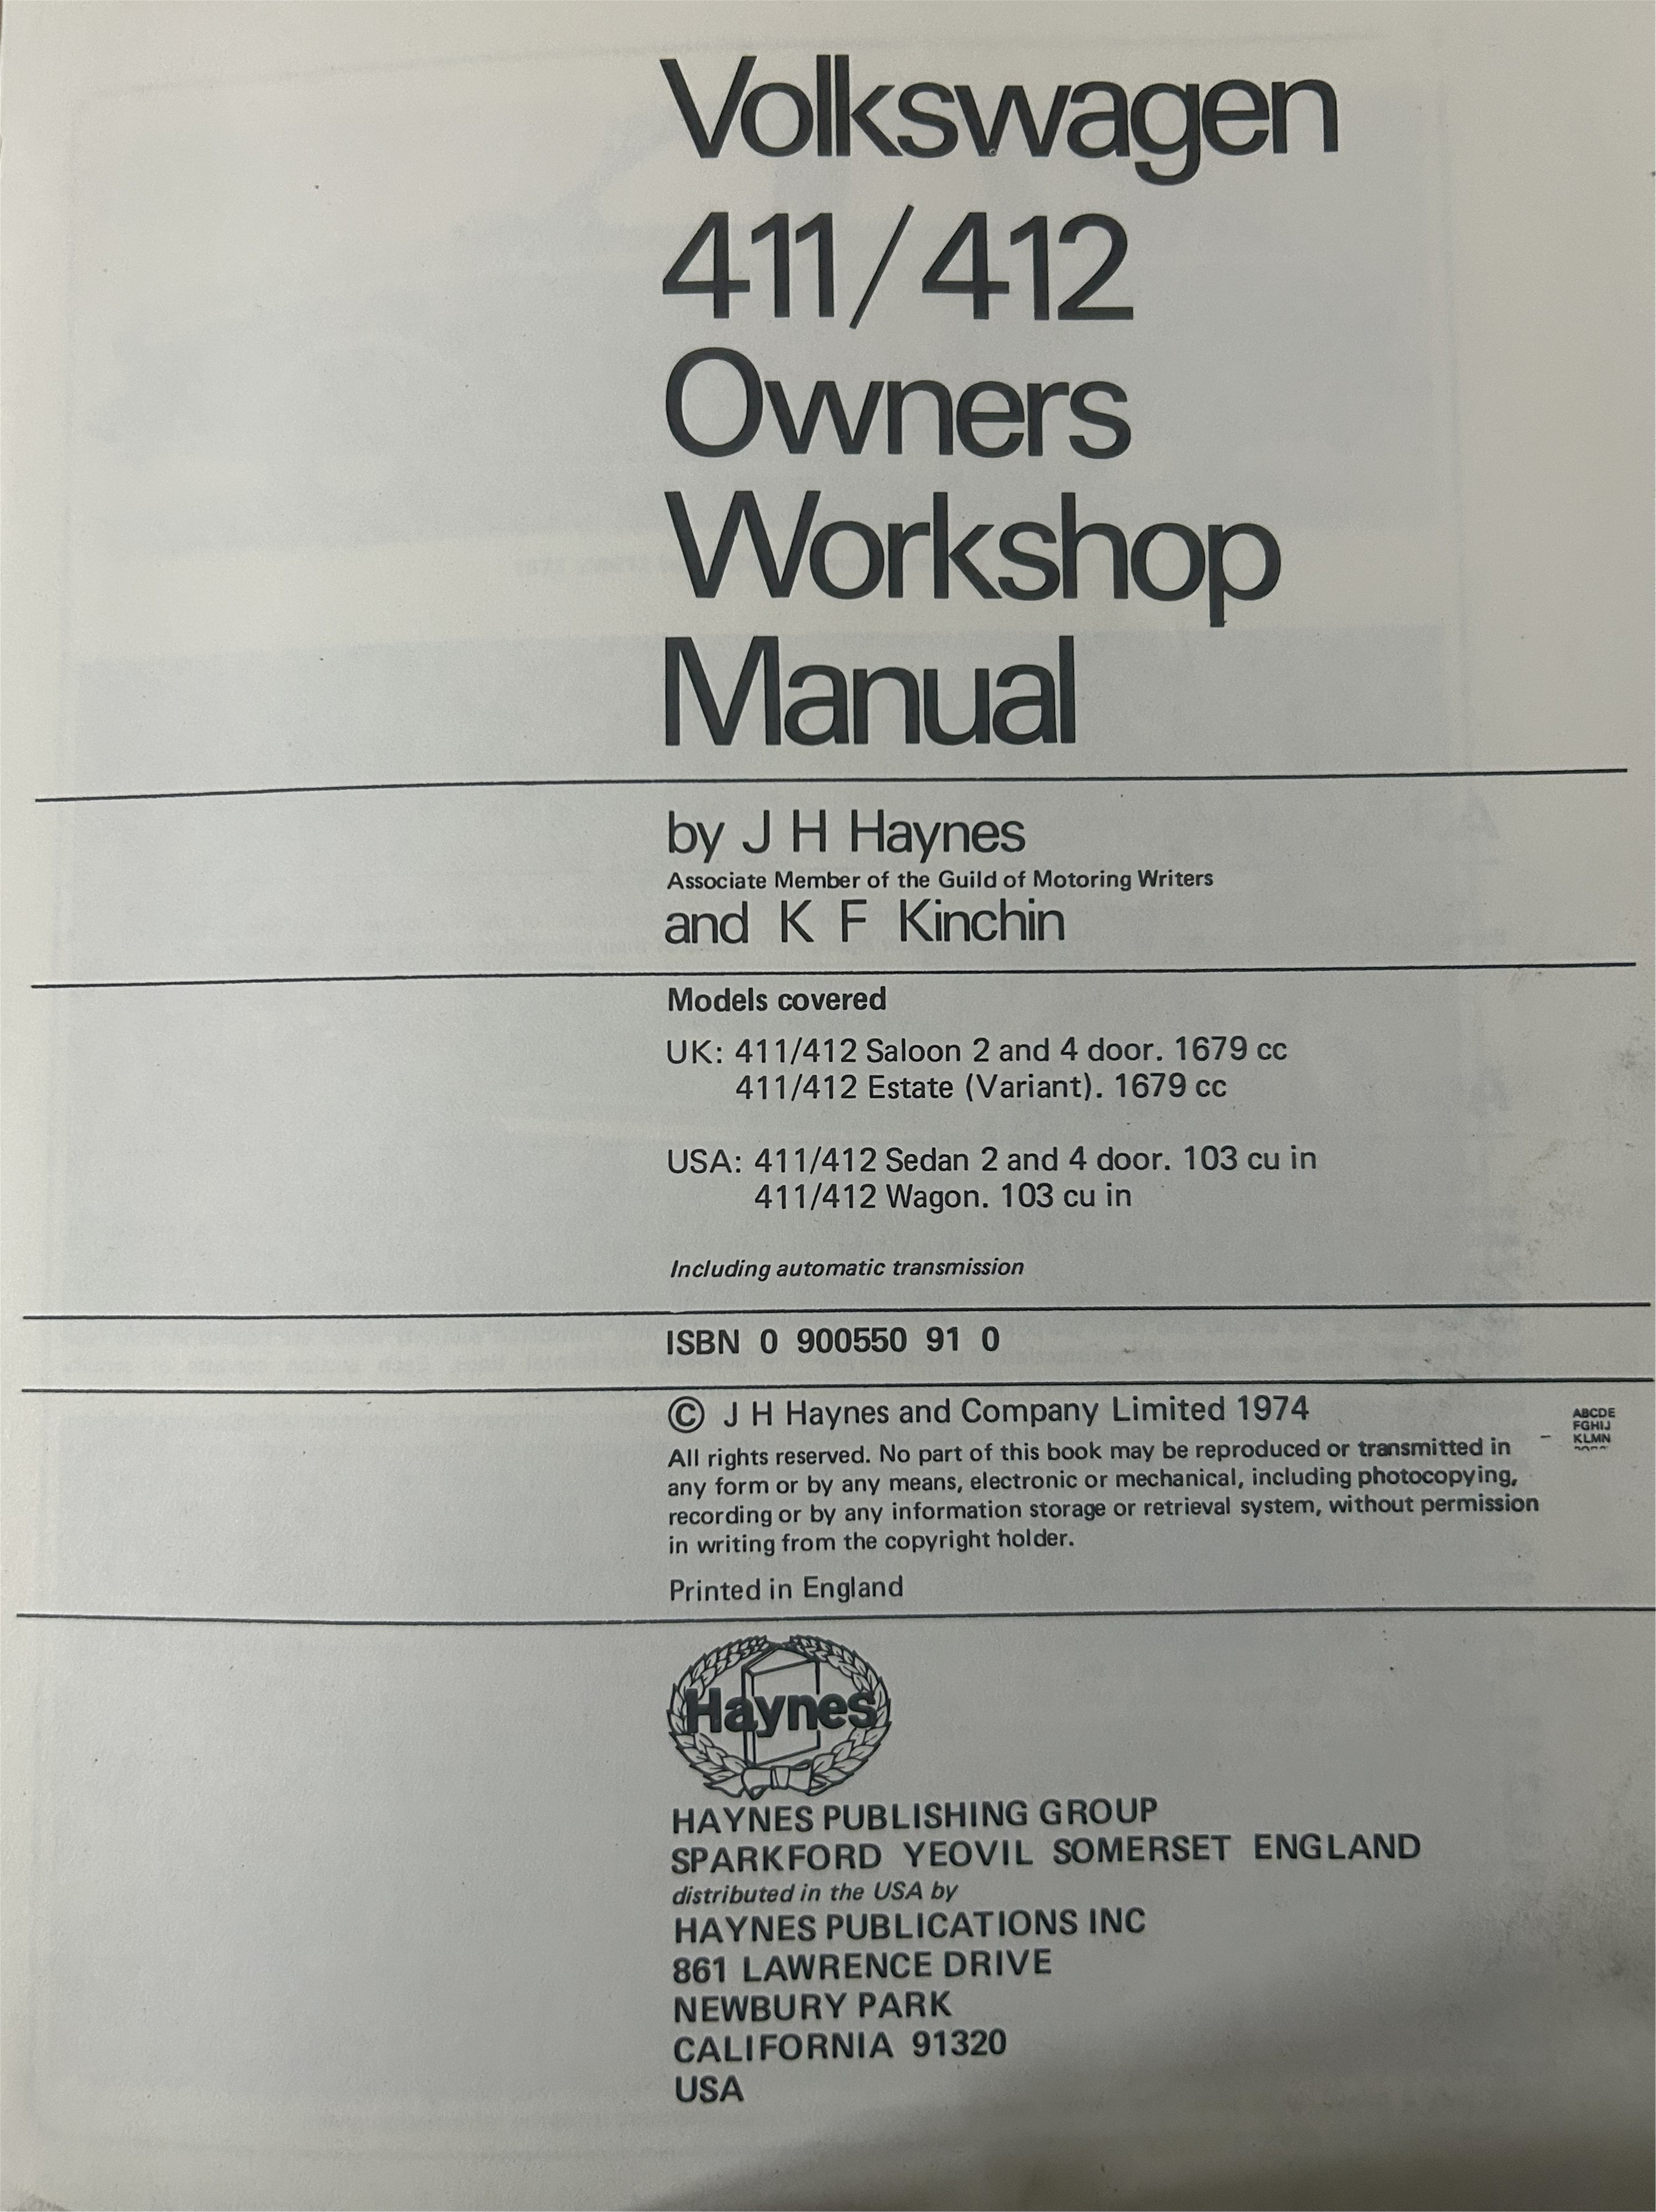 Volkswagen
411/412
Owners
Workshop
Manual
by J H Haynes
Associate Member of the Guild of Motoring Writers
and K F Kinchin
Models covered
UK: 411/412 Saloon 2 and 4 door. 1679 cc
411/412 Estate (Variant). 1679 cc
USA: 411/412 Sedan 2 and 4 door. 103 cu in
411/412 Wagon. 103 cu in
Including automatic transmission
ISBN 0 900550 91 0
© J H Haynes and Company Limited 1974
ABCDE
FGHIJ
KLMN
All rights reserved. No part of this book may be reproduced or transmitted in
any form or by any means, electronic or mechanical, including photocopying,
recording or by any information storage or retrieval system, without permission
in writing from the copyright holder.
Printed in England
Haynes
HAYNES PUBLISHING GROUP
SPARKFORD YEOVIL SOMERSET ENGLAND
distributed in the USA by
HAYNES PUBLICATIONS INC
861 LAWRENCE DRIVE
NEWBURY PARK
CALIFORNIA 91320
USA